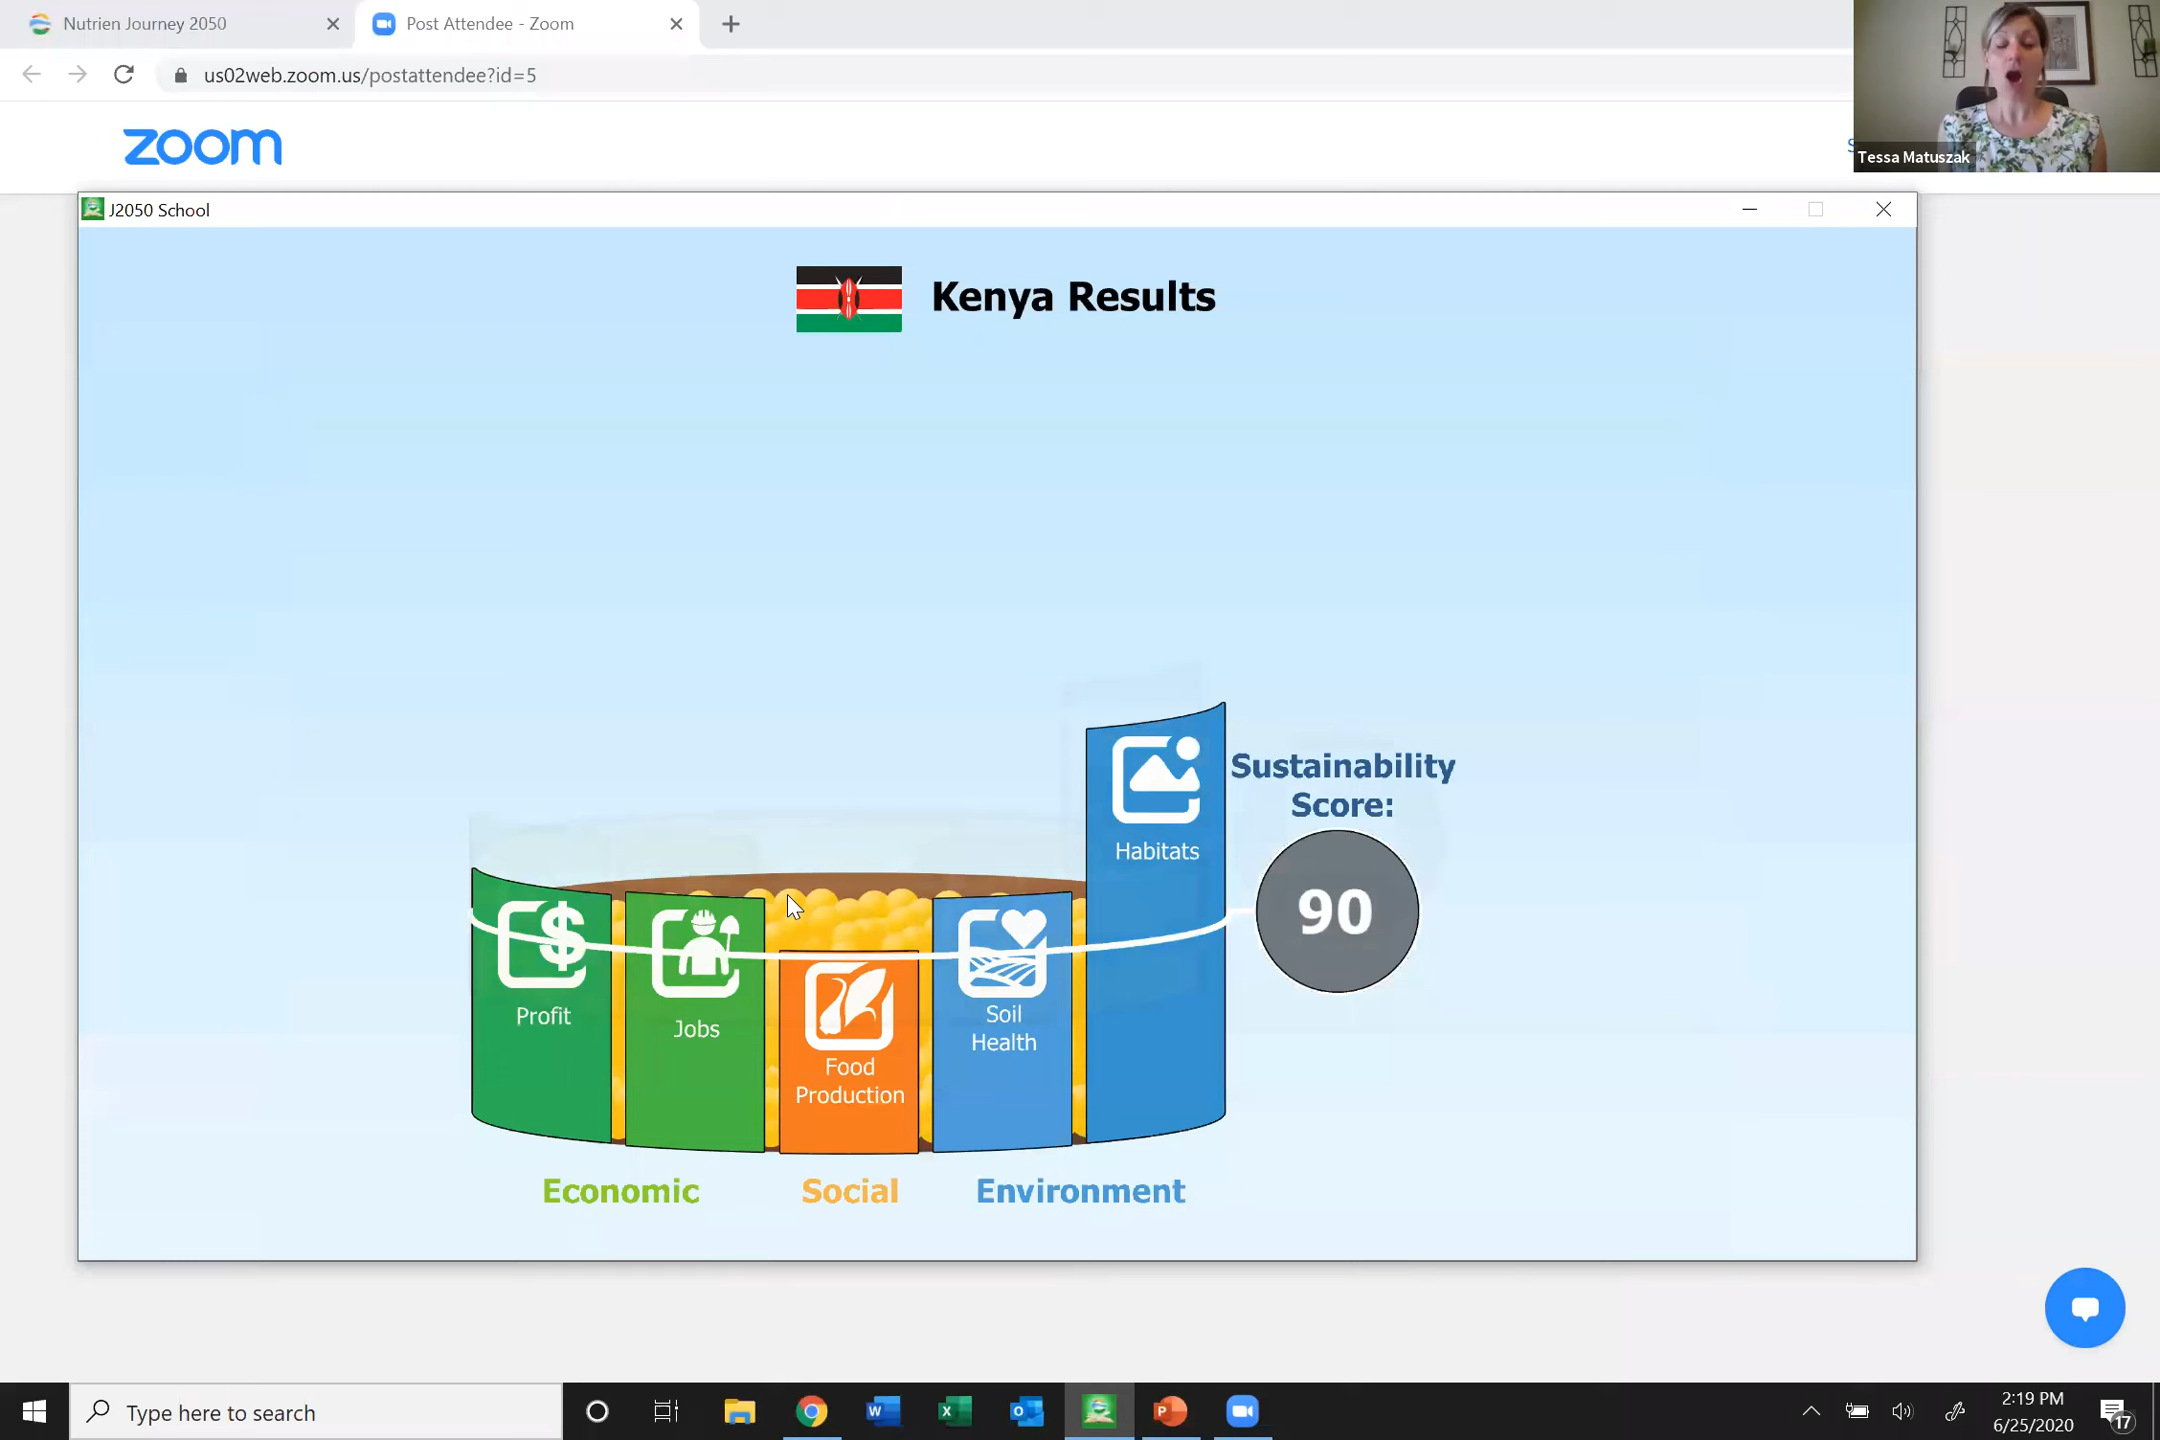 Nutrien Journey 2050
Post Attendee - Zoom
us02web.zoom.us/postattendee?id=5
zoom
S
Tessa Matuszak
J2050 School
Kenya Results
Sustainability
Score:
90
Habitats
Profit
Jobs
Food
Production
Soil
Health
Economic
Social
Environment
Type here to search
2:19 PM
6/25/2020
17